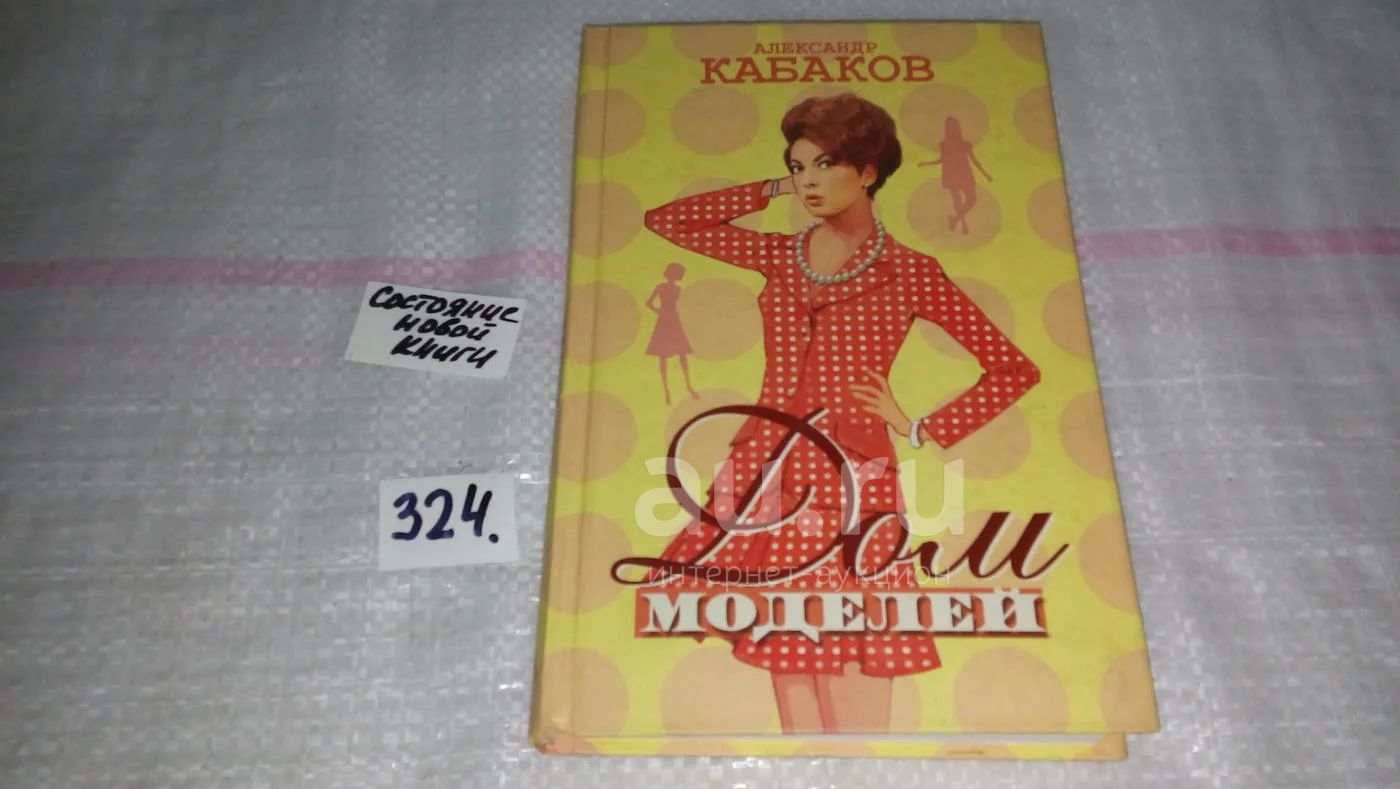 АЛЕКСАНДР
КАБАКОВ
Состояние
новой
книги
324.
au.ru
интернет-аукцион
Дом
МОДЕЛЕЙ